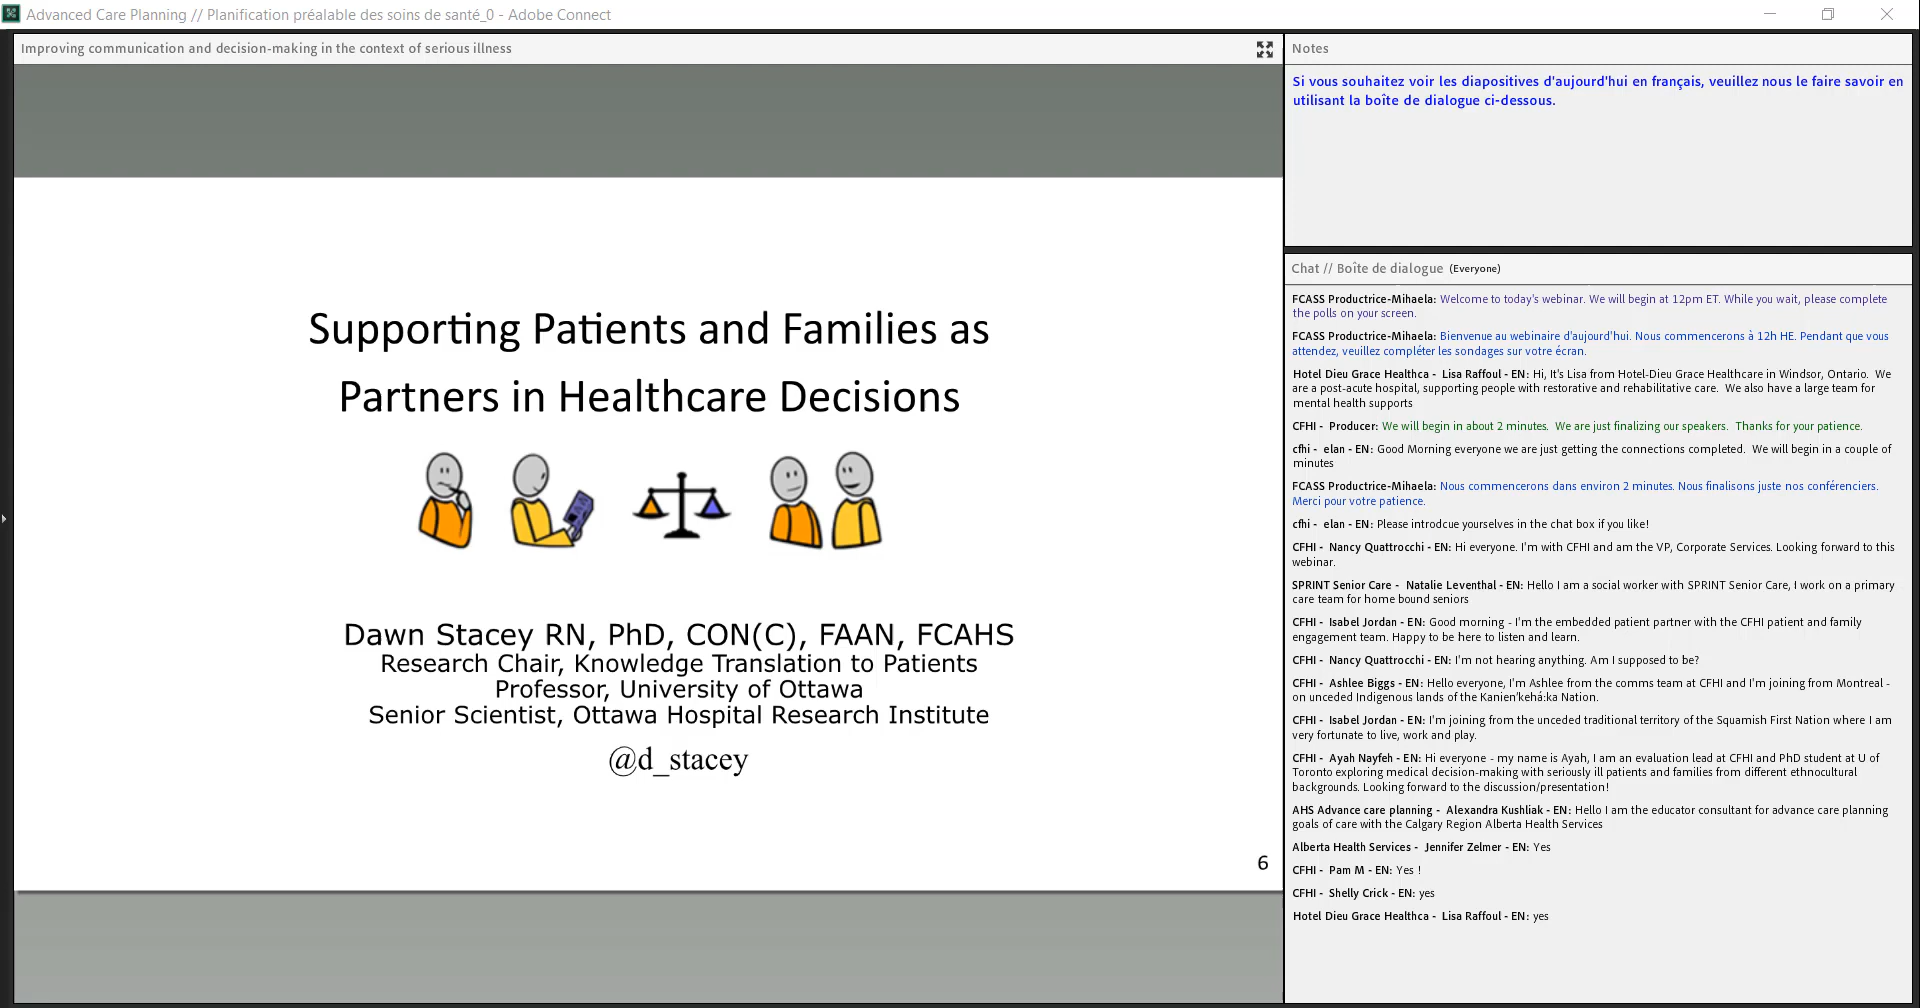 Advanced Care Planning // Planification préalable des soins de santé_0 - Adobe Connect
Improving communication and decision-making in the context of serious illness
Supporting Patients and Families as
Partners in Healthcare Decisions
Dawn Stacey RN, PhD, CON(C), FAAN, FCAHS
Research Chair, Knowledge Translation to Patients
Professor, University of Ottawa
Senior Scientist, Ottawa Hospital Research Institute
@d_stacey
6
Notes
Si vous souhaitez voir les diapositives d'aujourd'hui en français, veuillez nous le faire savoir en
utilisant la boîte de dialogue ci-dessous.
Chat // Boîte de dialogue (Everyone)
FCASS Productrice-Mihaela: Welcome to today's webinar. We will begin at 12pm ET. While you wait, please complete
the polls on your screen.
FCASS Productrice-Mihaela: Bienvenue au webinaire d'aujourd'hui. Nous commencerons à 12h HE. Pendant que vous
attendez, veuillez compléter les sondages sur votre écran.
Hotel Dieu Grace Healthca - Lisa Raffoul - EN: Hi, It's Lisa from Hotel-Dieu Grace Healthcare in Windsor, Ontario. We
are a post-acute hospital, supporting people with restorative and rehabilitative care. We also have a large team for
mental health supports
CFHI - Producer: We will begin in about 2 minutes. We are just finalizing our speakers. Thanks for your patience.
cfhi - elan - EN: Good Morning everyone we are just getting the connections completed. We will begin in a couple of
minutes
FCASS Productrice-Mihaela: Nous commencerons dans environ 2 minutes. Nous finalisons juste nos conférenciers.
Merci pour votre patience.
cfhi - elan - EN: Please introdcue yourselves in the chat box if you like!
CFHI - Nancy Quattrocchi - EN: Hi everyone. I'm with CFHI and am the VP, Corporate Services. Looking forward to this
webinar.
SPRINT Senior Care - Natalie Leventhal - EN: Hello I am a social worker with SPRINT Senior Care, I work on a primary
care team for home bound seniors
CFHI - Isabel Jordan - EN: Good morning - I'm the embedded patient partner with the CFHI patient and family
engagement team. Happy to be here to listen and learn.
CFHI - Nancy Quattrocchi - EN: I'm not hearing anything. Am I supposed to be?
CFHI - Ashlee Biggs - EN: Hello everyone, I'm Ashlee from the comms team at CFHI and I'm joining from Montreal -
on unceded Indigenous lands of the Kanien’kehá:ka Nation.
CFHI - Isabel Jordan - EN: I'm joining from the unceded traditional territory of the Squamish First Nation where I am
very fortunate to live, work and play.
CFHI - Ayah Nayfeh - EN: Hi everyone - my name is Ayah, I am an evaluation lead at CFHI and PhD student at U of
Toronto exploring medical decision-making with seriously ill patients and families from different ethnocultural
backgrounds. Looking forward to the discussion/presentation!
AHS Advance care planning - Alexandra Kushliak - EN: Hello I am the educator consultant for advance care planning
goals of care with the Calgary Region Alberta Health Services
Alberta Health Services - Jennifer Zelmer - EN: Yes
CFHI - Pam M - EN: Yes !
CFHI - Shelly Crick - EN: yes
Hotel Dieu Grace Healthca - Lisa Raffoul - EN: yes